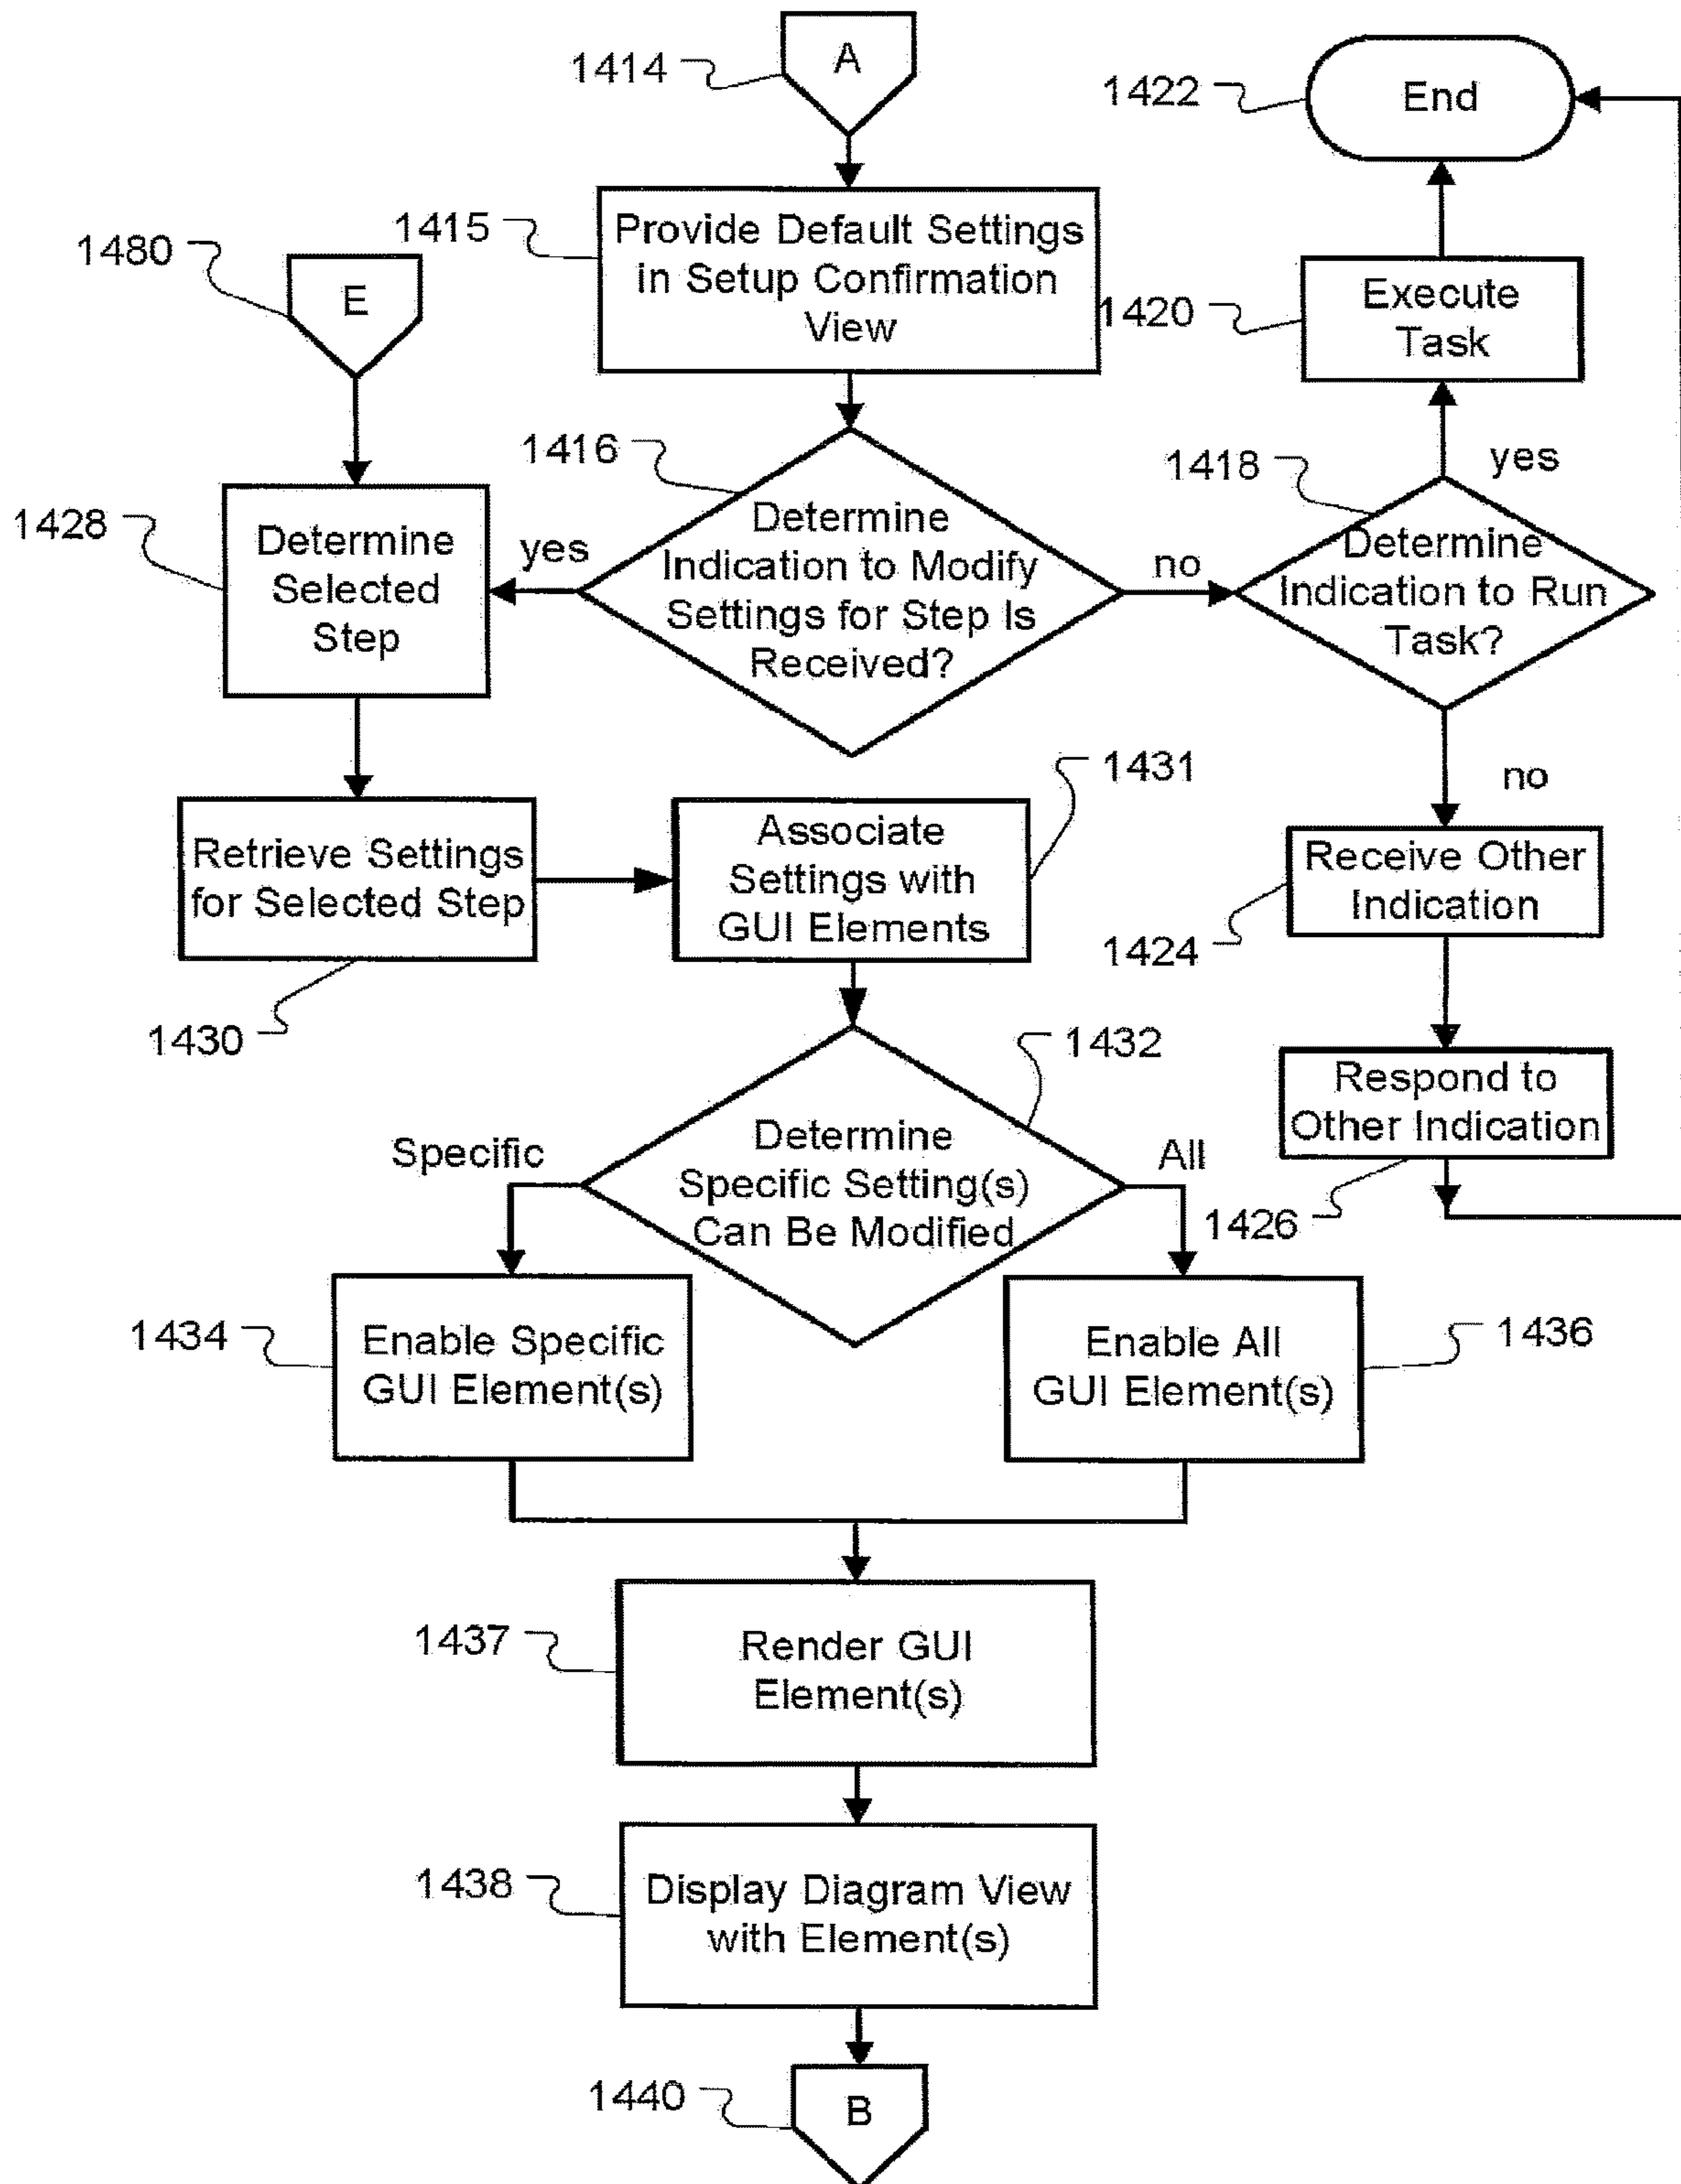 A
1414
End
1422
1415
Provide Default Settings
in Setup Confirmation
View
1480
E
1420
Execute
Task
1416
Determine
Indication to Modify
Settings for Step Is
Received?
yes
no
1418
yes
Determine
Indication to Run
Task?
no
1428
Determine
Selected
Step
Retrieve Settings
for Selected Step
1430
Associate
Settings with
GUI Elements
1431
Receive Other
Indication
1424
1432
Determine
Specific Setting(s)
Can Be Modified
Specific
All
Respond to
Other Indication
1426
1434
Enable Specific
GUI Element(s)
Enable All
GUI Element(s)
1436
1437
Render GUI
Element(s)
1438
Display Diagram View
with Element(s)
1440
B